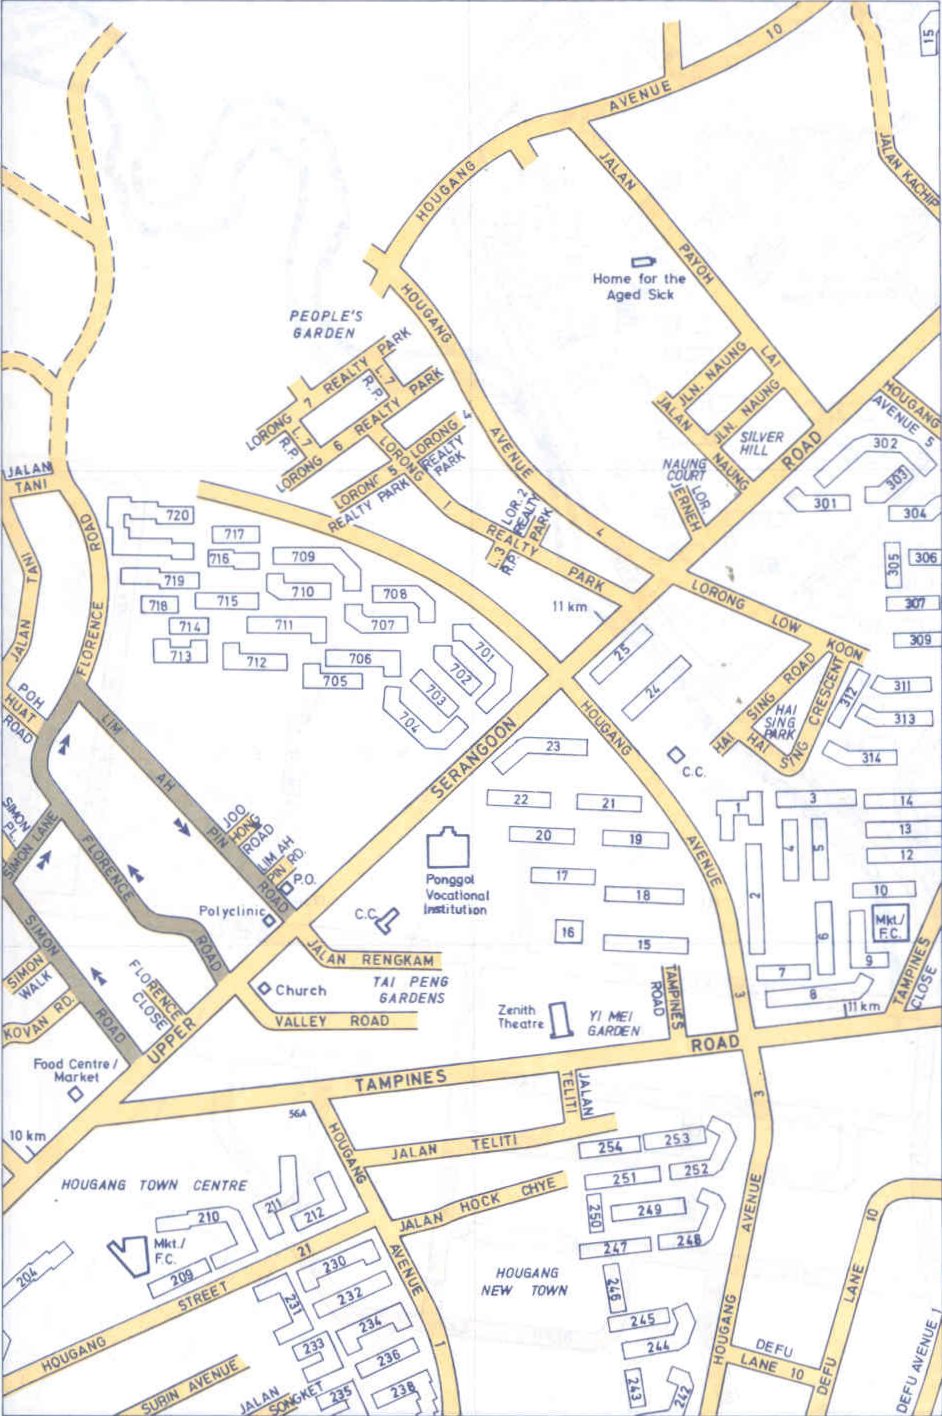 10
AVENUE
HOUGANG
15
JALAN KACHIP
JALAN
PAYOH
LAI
Home for the
Aged Sick
PEOPLE'S
GARDEN
HOUGANG
AVENUE
4
LORONG 7 REALTY PARK
L. 7
R.P.
L. 7
R.P.
LORONG 6 REALTY PARK
LORONG 4
REALTY
PARK
LORONG 5
REALTY PARK
LORONG 1 REALTY PARK
LOR. 2
REALTY
PARK
L. 3
R.P.
JLN. NAUNG
JLN. NAUNG
JALAN NAUNG
SILVER
HILL
NAUNG
COURT
LOR.
JERNEH
HOUGANG
AVENUE 5
302
303
301
304
305
306
307
309
JALAN
TANI
JALAN TANI
FLORENCE ROAD
POH
HUAT
ROAD
720
717
716
709
719
710
708
718
715
714
711
707
713
712
706
705
701
702
703
704
11 km
LORONG LOW KOON
25
24
HAI SING ROAD
HAI
SING
PARK
HAI SING CRESCENT
312
311
313
314
UPPER SERANGOON ROAD
HOUGANG AVENUE 3
C.C.
23
22
21
20
19
17
18
16
15
1
3
14
4
5
13
12
2
10
Mkt./
F.C.
6
9
7
8
11 km
TAMPINES
CLOSE
LIM AH PIN ROAD
JOO
HONG
ROAD
LIM AH
PIN RD.
P.O.
Polyclinic
Ponggol
Vocational
Institution
C.C.
SIMON
PL.
SIMON LANE
FLORENCE ROAD
SIMON ROAD
SIMON
WALK
KOVAN RD.
FLORENCE
CLOSE
JALAN RENGKAM
TAI PENG
GARDENS
Church
VALLEY ROAD
Zenith
Theatre
YI MEI
GARDEN
TAMPINES
ROAD
TAMPINES ROAD
Food Centre/
Market
10 km
56A
JALAN
TELITI
JALAN TELITI
HOUGANG AVENUE 1
JALAN HOCK CHYE
254
253
251
252
250
249
248
247
246
245
244
243
242
HOUGANG TOWN CENTRE
211
210
212
Mkt./
F.C.
209
204
HOUGANG STREET 21
230
231
232
233
234
236
235
238
HOUGANG
NEW TOWN
HOUGANG AVENUE 3
SURIN AVENUE
JALAN
SONGKET
DEFU
LANE 10
DEFU LANE 10
DEFU AVENUE 1